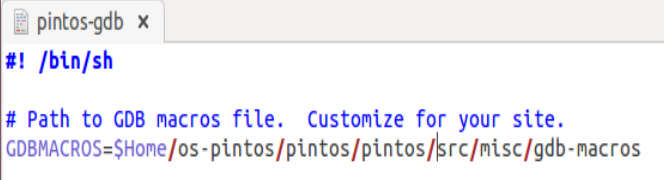 pintos-gdb x
#! /bin/sh
# Path to GDB macros file.  Customize for your site.
GDBMACROS=$Home/os-pintos/pintos/pintos/src/misc/gdb-macros